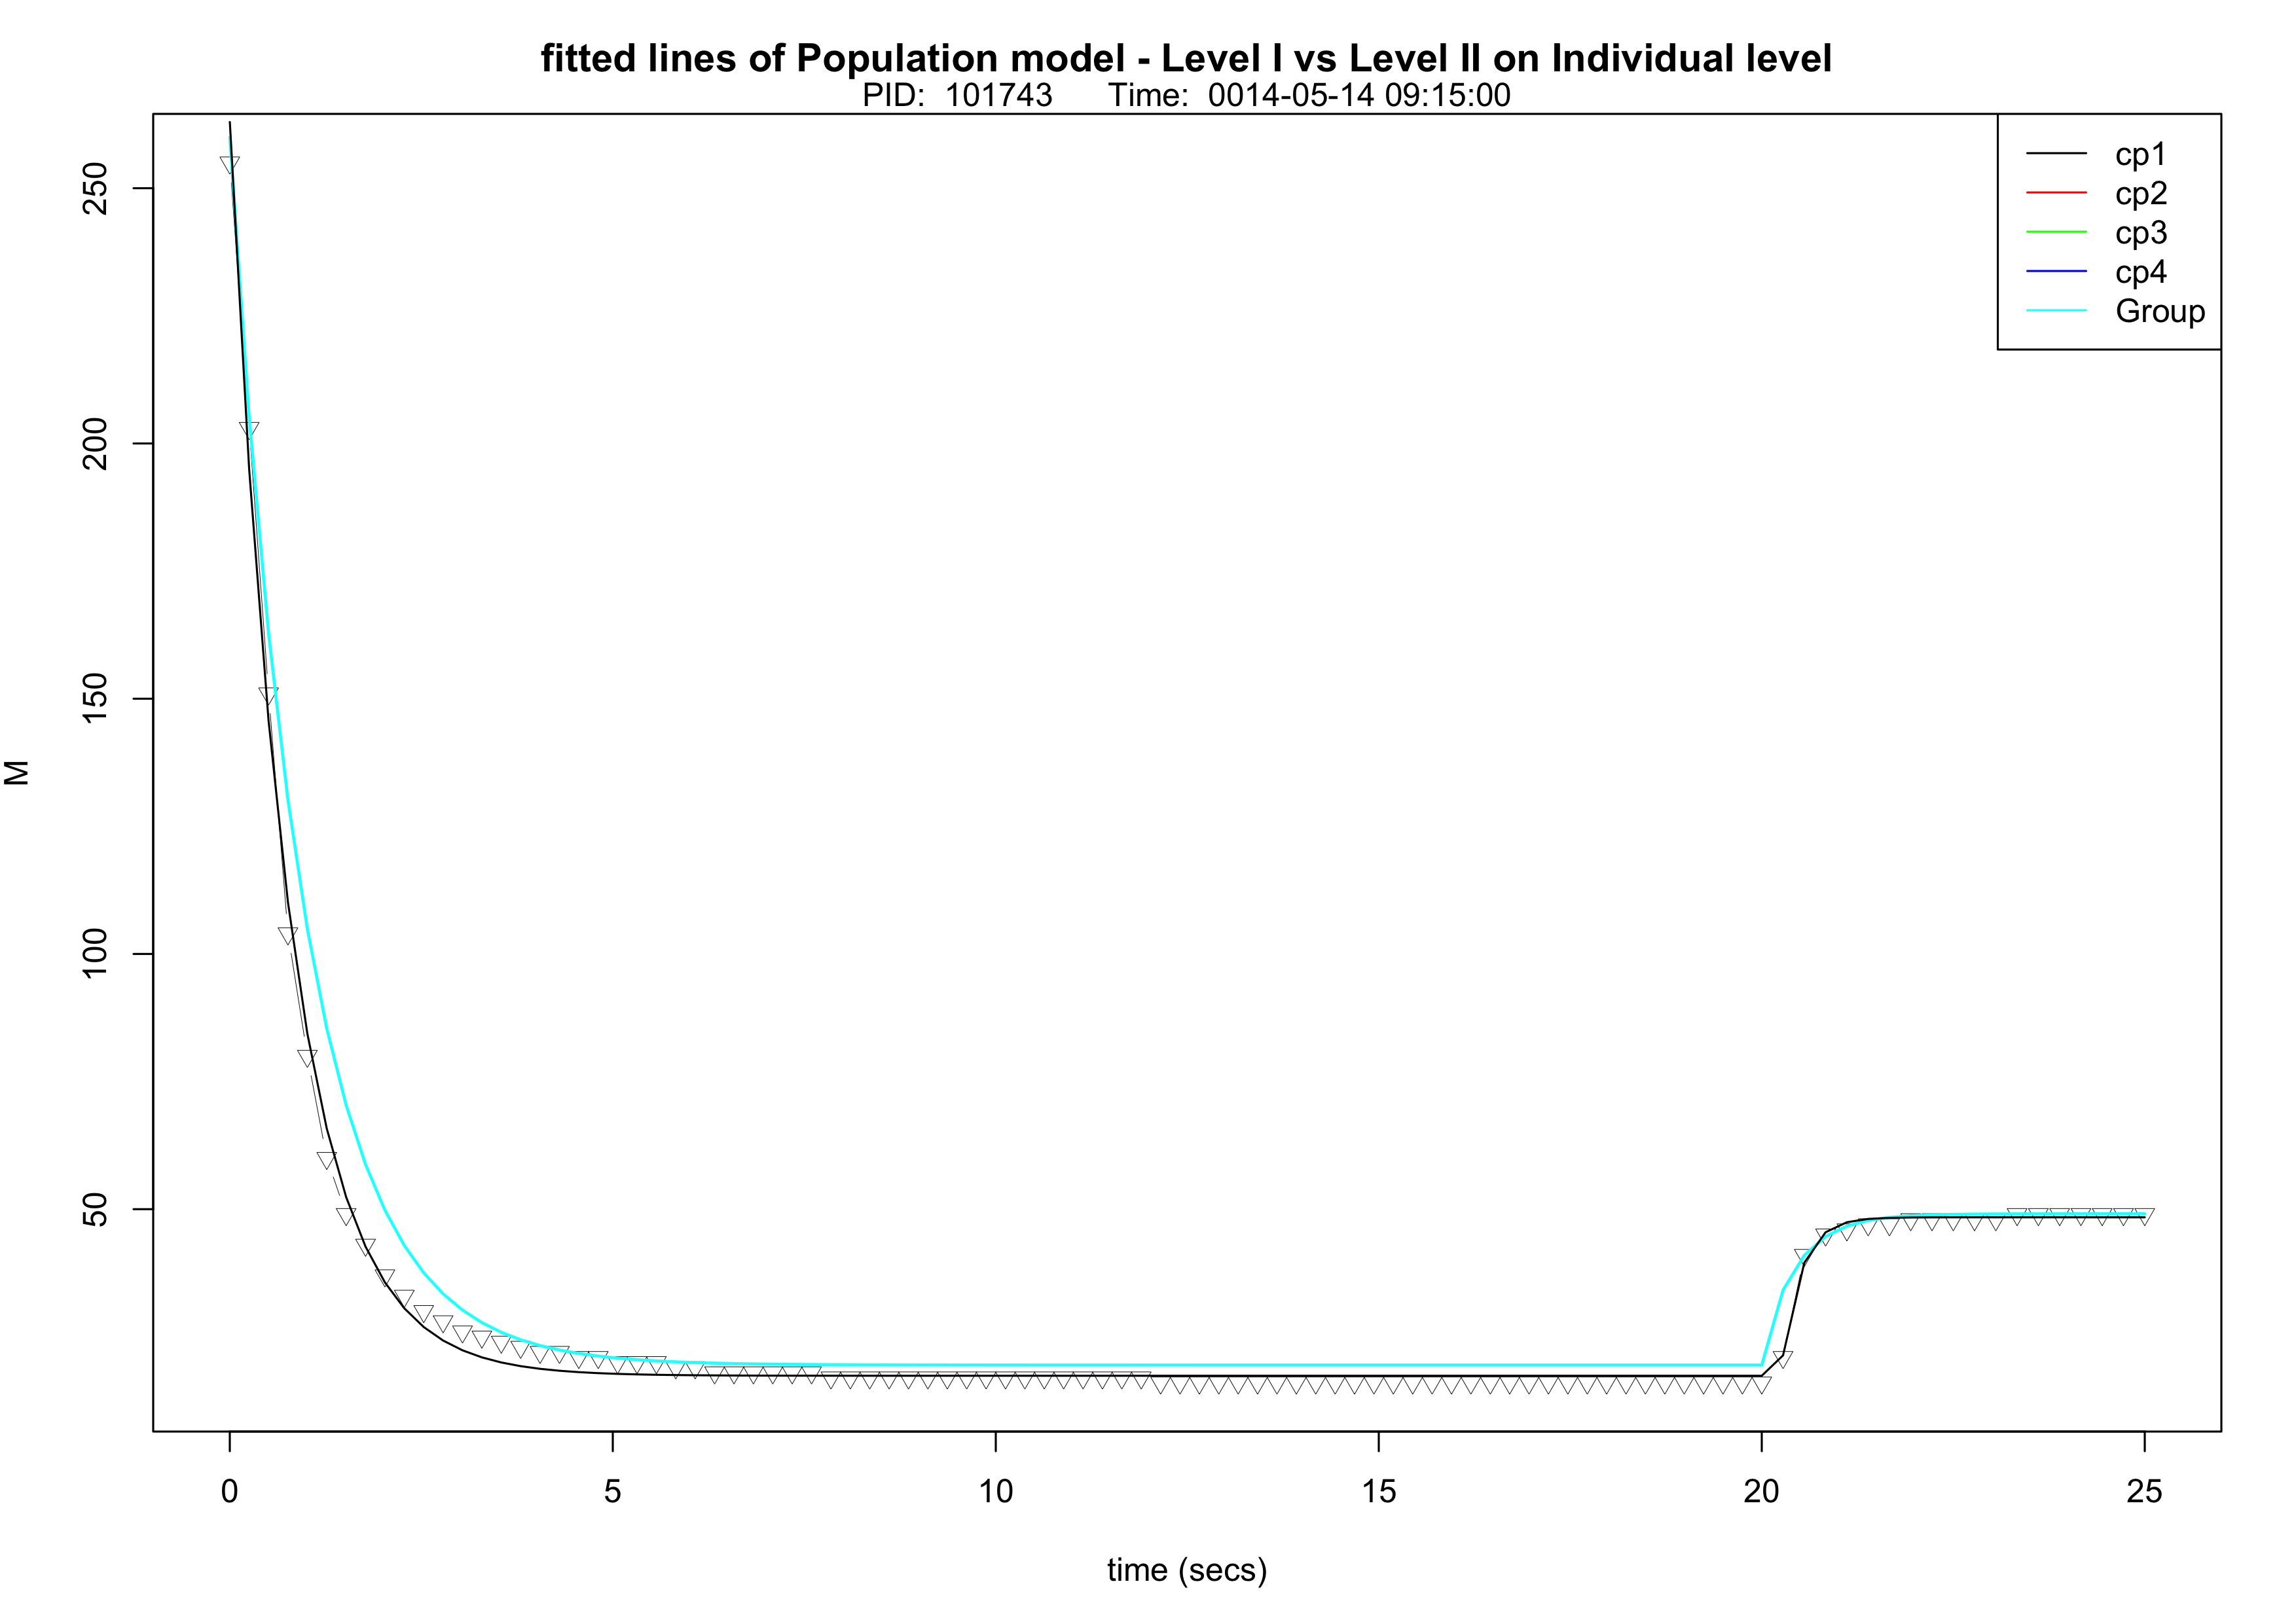 fitted lines of Population model - Level I vs Level II on Individual level
PID: 101743 Time: 0014-05-14 09:15:00
cp1
cp2
cp3
cp4
Group
250
200
150
100
50
M
0 5 10 15 20 25
time (secs)